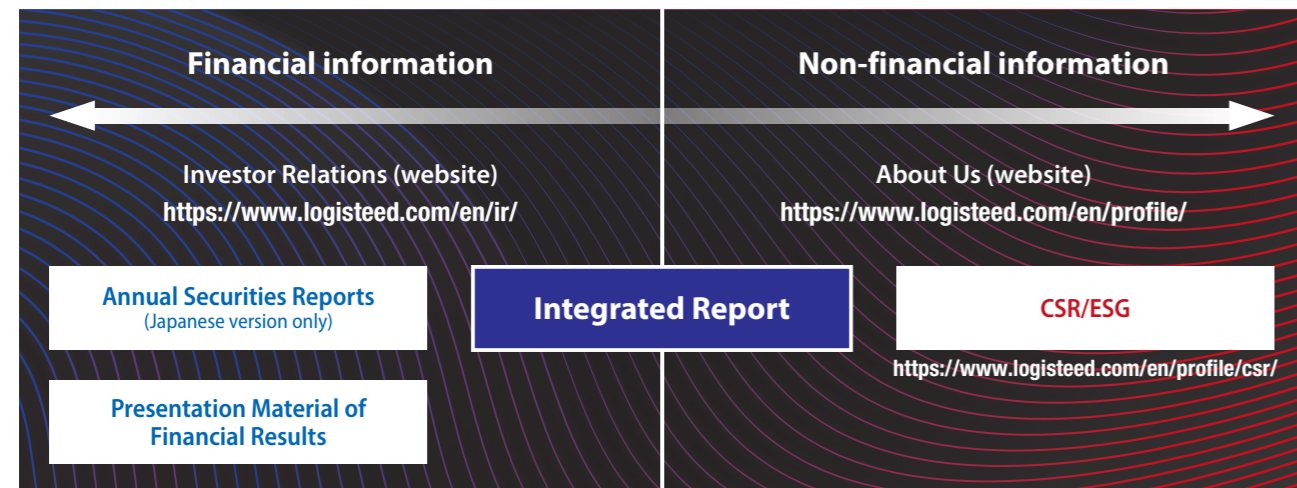 Financial information
Non-financial information
Investor Relations (website)
https://www.logisteed.com/en/ir/
About Us (website)
https://www.logisteed.com/en/profile/
Annual Securities Reports
(Japanese version only)
Integrated Report
CSR/ESG
https://www.logisteed.com/en/profile/csr/
Presentation Material of
Financial Results